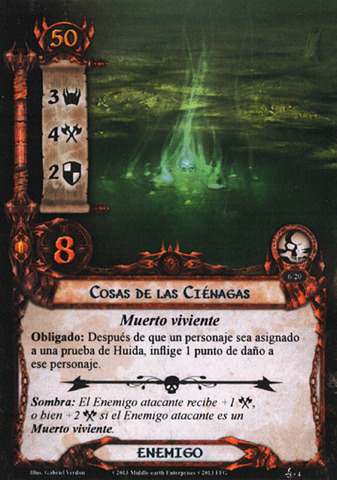 50
3
4
2
8
6/20
Cosas de las Ciénagas
Muerto viviente
Obligado: Después de que un personaje sea asignado
a una prueba de Huida, inflige 1 punto de daño a
ese personaje.
Sombra: El Enemigo atacante recibe +1
o bien +2 si el Enemigo atacante es un
Muerto viviente.
ENEMIGO
Illus. Gabriel Verdon ©2013 Middle-earth Enterprises ©2013 FFG 4